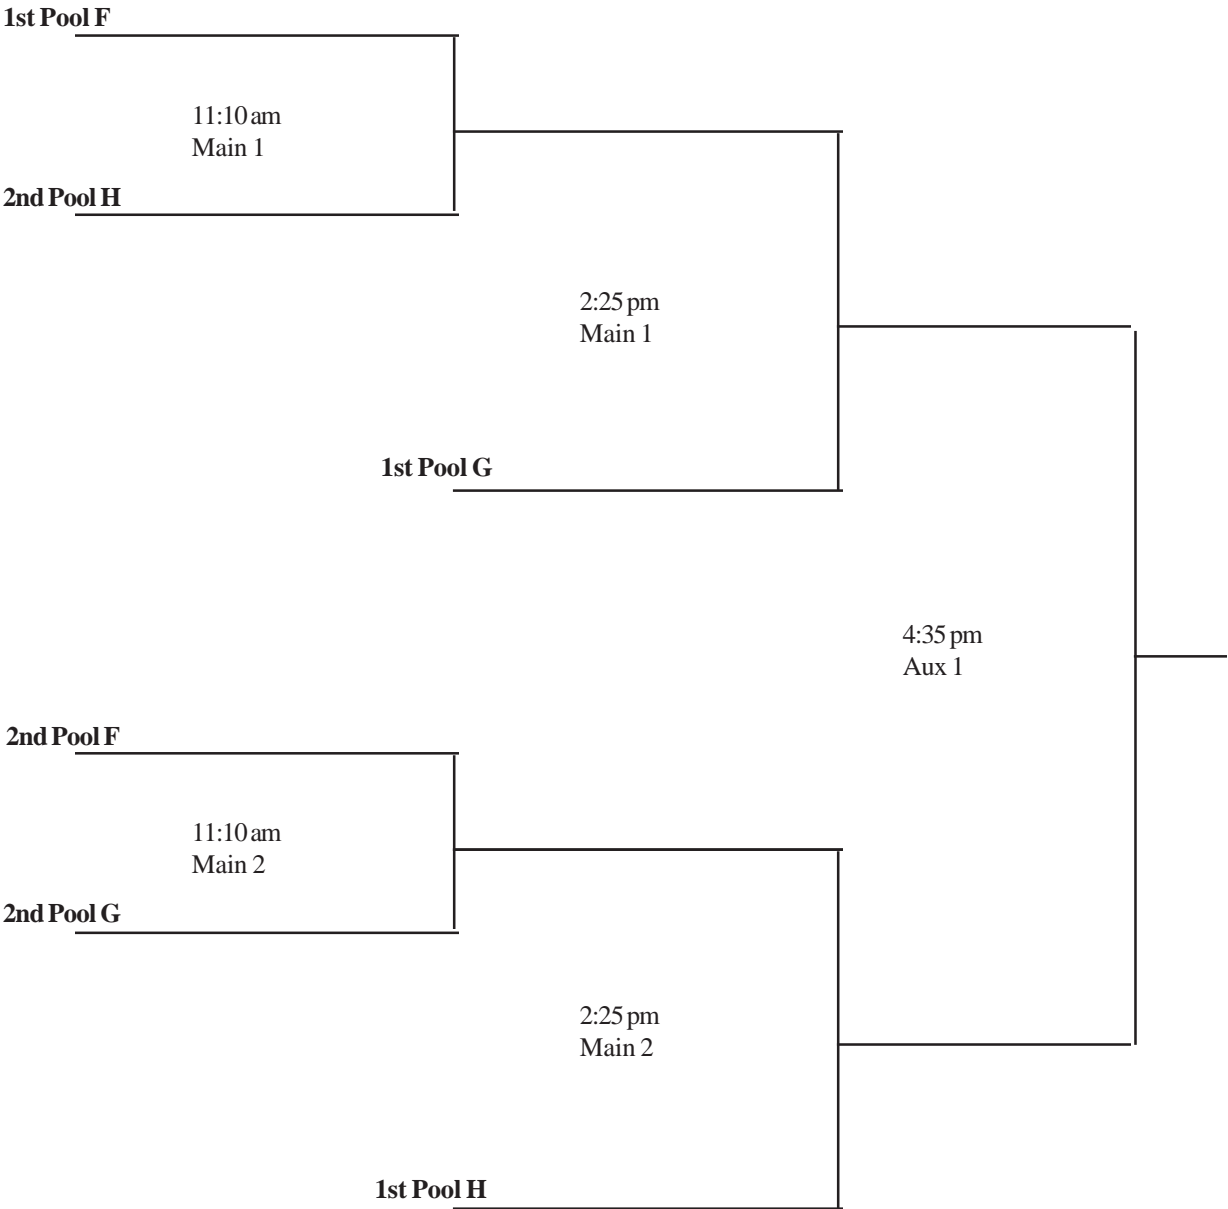 1st Pool F
11:10 am
Main 1
2nd Pool H
2:25 pm
Main 1
1st Pool G
4:35 pm
Aux 1
2nd Pool F
11:10 am
Main 2
2nd Pool G
2:25 pm
Main 2
1st Pool H